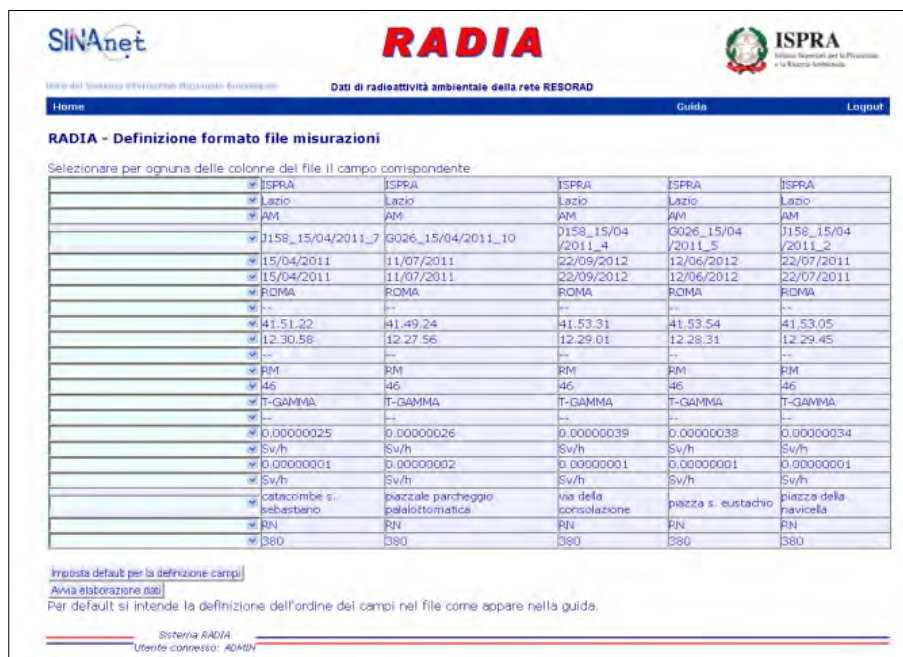 SINAnet
RADIA
ISPRA
Istituto Superiore per la Protezione
e la Ricerca Ambientale
Dati di radioattività ambientale della rete RESORAD
Home Guida Logout
RADIA - Definizione formato file misurazioni
Selezionare per ognuna delle colonne del file il campo corrispondente
ISPRA ISPRA ISPRA ISPRA ISPRA
Lazio Lazio Lazio Lazio Lazio
AM AM AM AM AM
J158_15/04/2011_7 G026_15/04/2011_10 J158_15/04 G026_15/04 J158_15/04
/2011_4 /2011_5 /2011_2
15/04/2011 11/07/2011 22/09/2012 12/06/2012 22/07/2011
15/04/2011 11/07/2011 22/09/2012 12/06/2012 22/07/2011
ROMA ROMA ROMA ROMA ROMA
-- -- -- -- --
41.51.22 41.49.24 41.53.31 41.53.54 41.53.05
12.30.58 12.27.56 12.29.01 12.28.31 12.29.45
-- -- -- -- --
RM RM RM RM RM
46 46 46 46 46
T-GAMMA T-GAMMA T-GAMMA T-GAMMA T-GAMMA
-- -- -- -- --
0.00000025 0.00000026 0.00000039 0.00000038 0.00000034
Sv/h Sv/h Sv/h Sv/h Sv/h
0.00000001 0.00000002 0.00000001 0.00000001 0.00000001
Sv/h Sv/h Sv/h Sv/h Sv/h
catacombe s. piazzale parcheggio via della piazza s. eustachio piazza della
sebastiano palalottomatica consolazione navicella
RN RN RN RN RN
380 380 380 380 380
Imposta default per la definizione campi
Avvia elaborazione dati
Per default si intende la definizione dell'ordine dei campi nel file come appare nella guida.
Sistema RADIA
Utente connesso: ADMIN